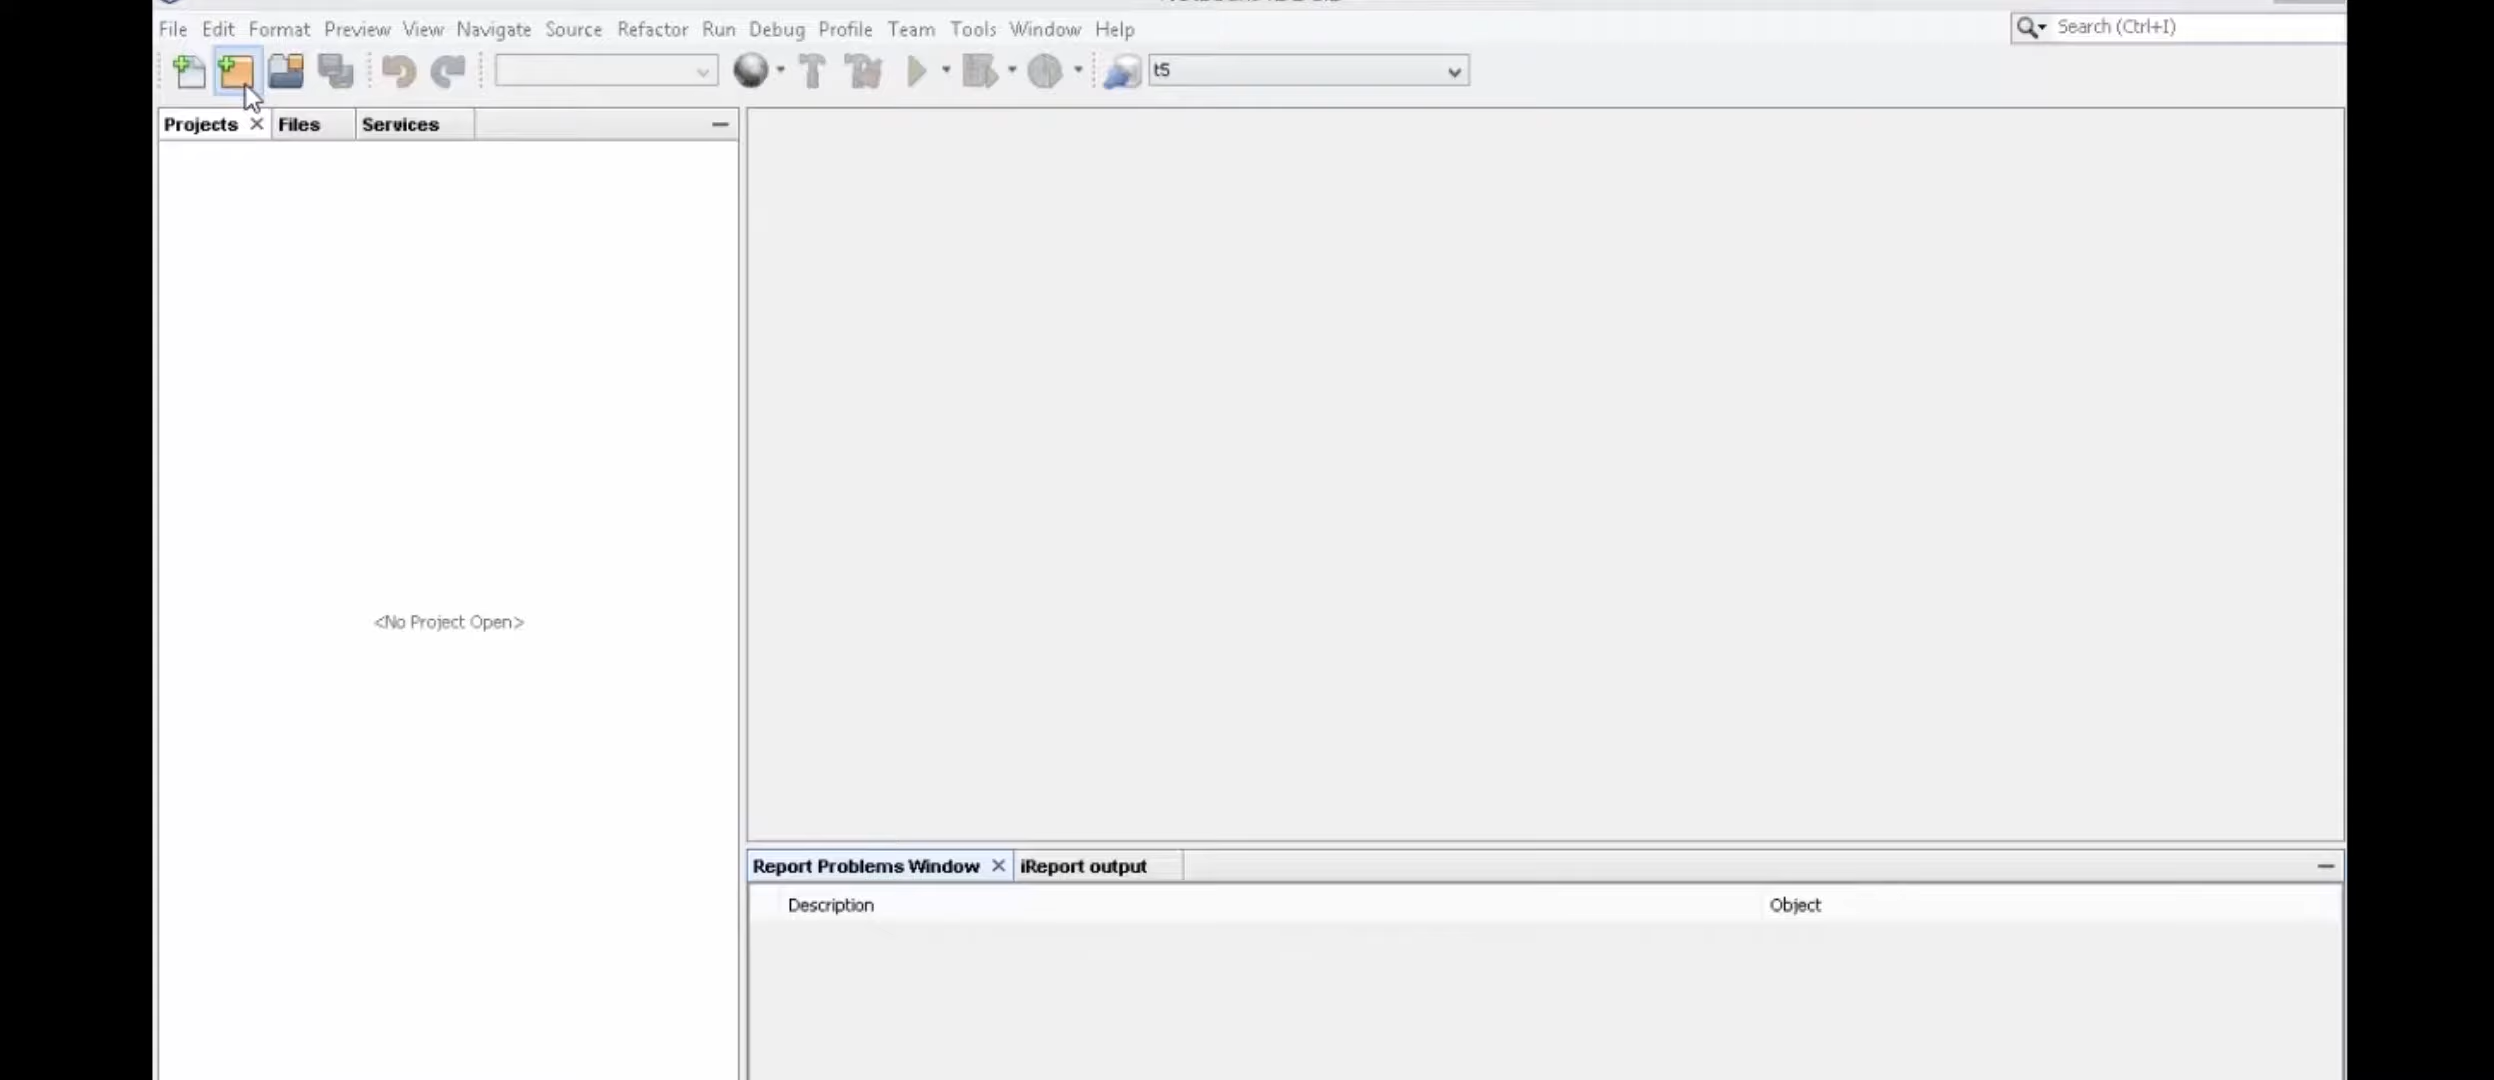 File Edit Format Preview View Navigate Source Refactor Run Debug Profile Team Tools Window Help
Search (Ctrl+I)
t5
Projects Files Services
<No Project Open>
Report Problems Window iReport output
Description Object